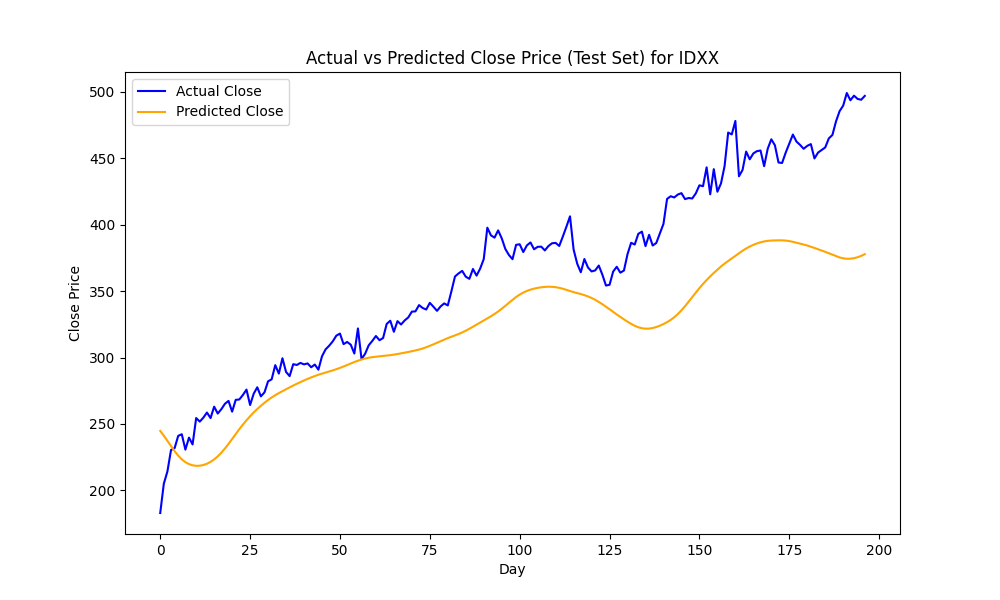 Actual vs Predicted Close Price (Test Set) for IDXX
Actual Close
Predicted Close
500
450
400
350
300
250
200
Close Price
0 25 50 75 100 125 150 175 200
Day